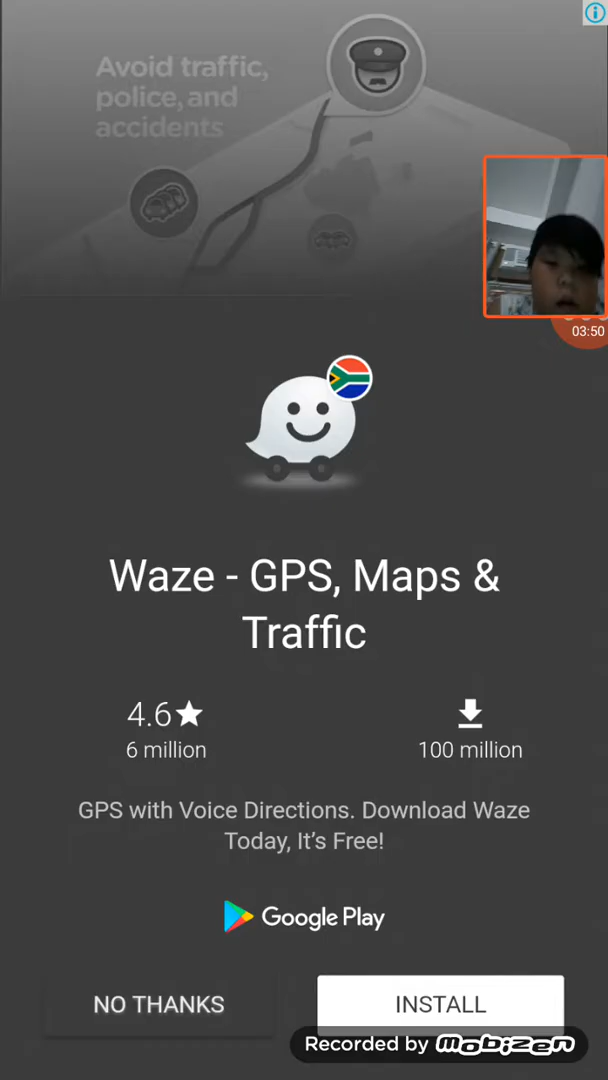 Avoid traffic,
police, and
accidents
03:50
Waze - GPS, Maps &
Traffic
4.6★
6 million
100 million
GPS with Voice Directions. Download Waze
Today, It's Free!
Google Play
NO THANKS
INSTALL
Recorded by mobizen